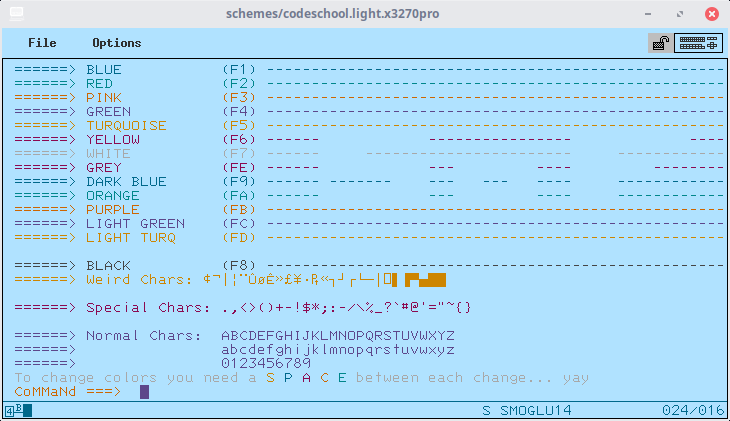 schemes/codeschool.light.x3270pro
File Options
======> BLUE (F1) --------------------------------------------------------
======> RED (F2) --------------------------------------------------------
======> PINK (F3) --------------------------------------------------------
======> GREEN (F4) ------ ----------------- --------------
======> TURQUOISE (F5) ------ ----------------- --------------
======> YELLOW (F6) ------ ----------------- --------------
======> WHITE (F7) ------ --- --- --------
======> GREY (FE) ------ --- --- --------
======> DARK BLUE (F9) ------ --- --- --- --------------
======> ORANGE (FA) ------ --- --- --- --------------
======> PURPLE (FB) ------ --- --- --- --------------
======> LIGHT GREEN (FC) --------------------------------------------------------
======> LIGHT TURQ (FD) --------------------------------------------------------
======> BLACK (F8) --------------------------------------------------------
======> Weird Chars:
======> Special Chars: .,<>()+-!$*;:-/\%_?`#@'="~{}
======> Normal Chars: ABCDEFGHIJKLMNOPQRSTUVWXYZ
======> abcdefghijklmnopqrstuvwxyz
======> 0123456789
To change colors you need a S P A C E between each change... yay
CoMMaNd ===>
4B S SMOGLU14 024/016